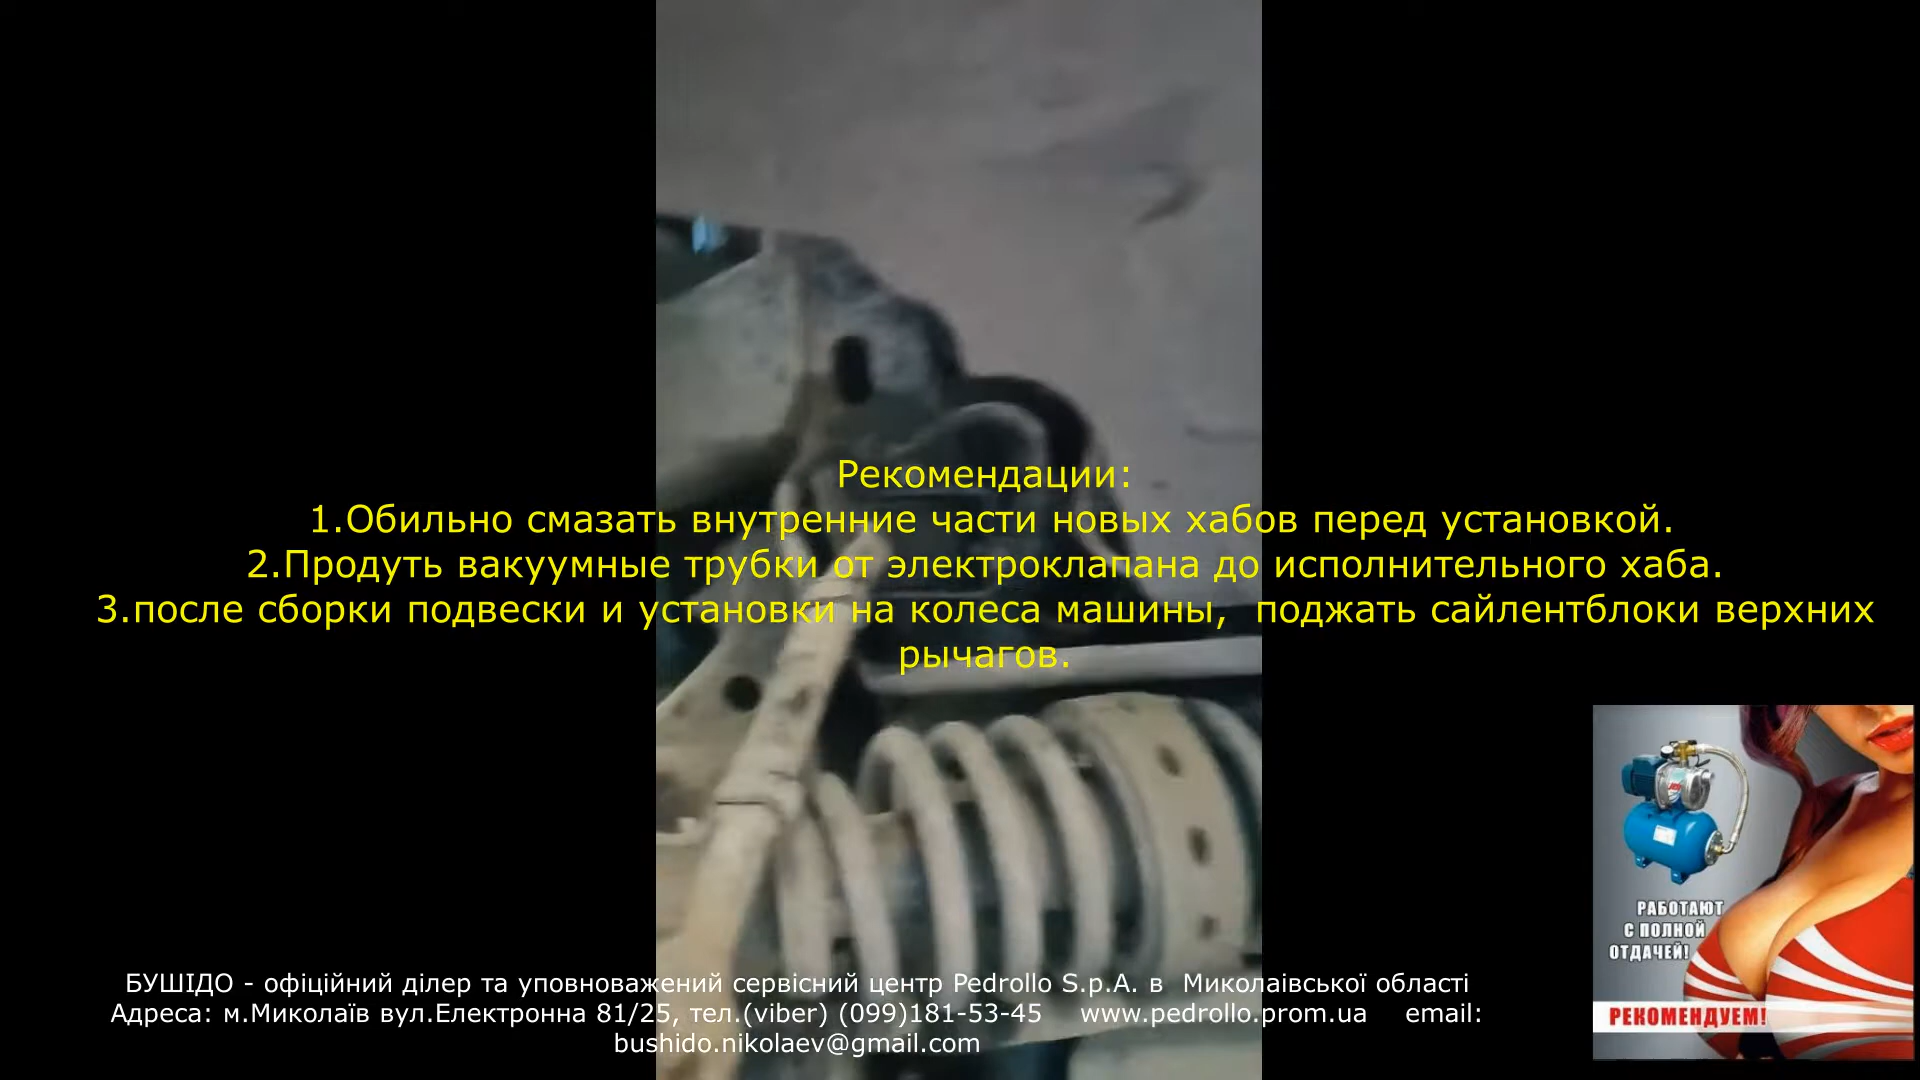 Рекомендации:
1.Обильно смазать внутренние части новых хабов перед установкой.
2.Продуть вакуумные трубки от электроклапана до исполнительного хаба.
3.после сборки подвески и установки на колеса машины,  поджать сайлентблоки верхних
рычагов.
РАБОТАЮТ
С ПОЛНОЙ
ОТДАЧЕЙ!
РЕКОМЕНДУЕМ!
БУШІДО - офіційний ділер та уповноважений сервісний центр Pedrollo S.p.A. в  Миколаівської області
Адреса: м.Миколаїв вул.Електронна 81/25, тел.(viber) (099)181-53-45    www.pedrollo.prom.ua    email:
bushido.nikolaev@gmail.com